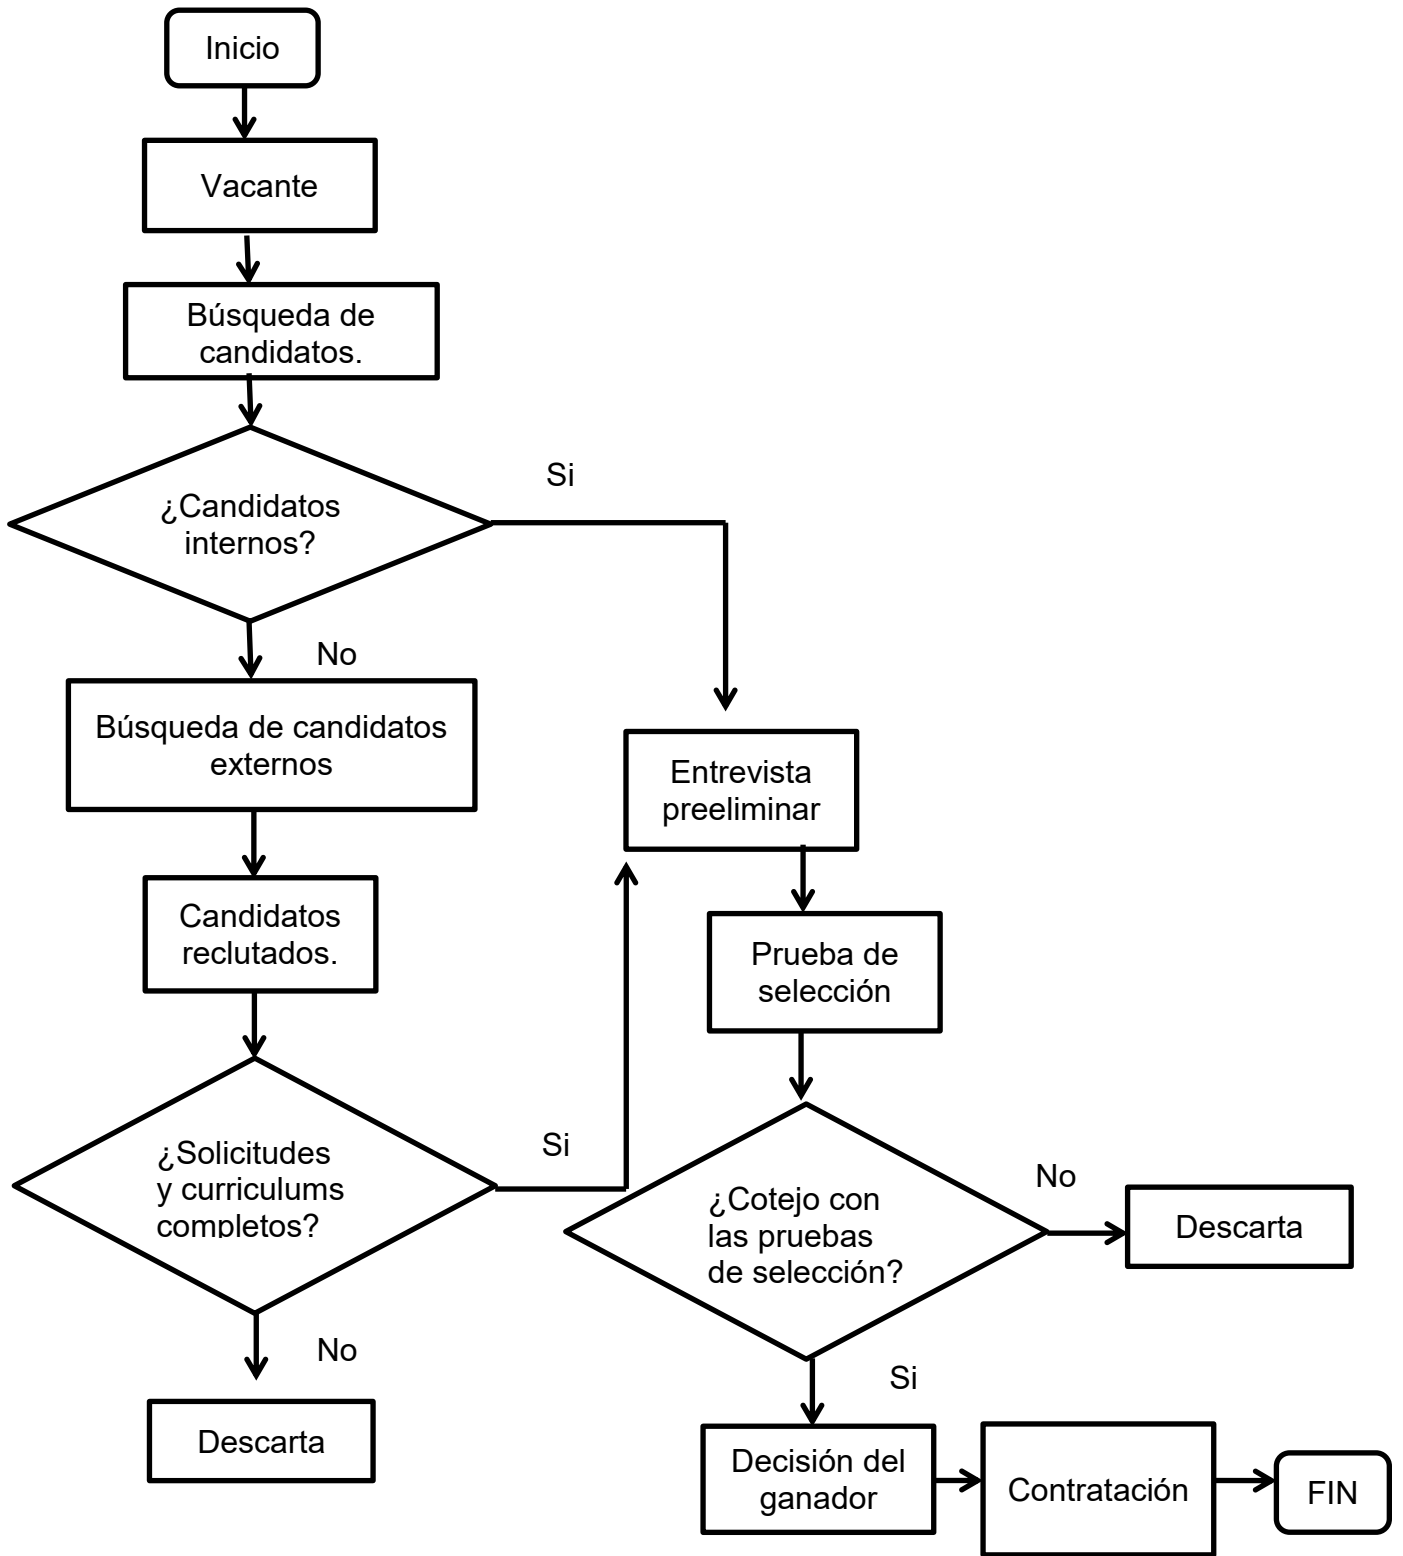 Inicio
Vacante
Búsqueda de
candidatos.
¿Candidatos
internos?
Si
No
Búsqueda de candidatos
externos
Candidatos
reclutados.
¿Solicitudes
y curriculums
completos?
Si
No
Descarta
Entrevista
preeliminar
Prueba de
selección
¿Cotejo con
las pruebas
de selección?
No
Descarta
Si
Decisión del
ganador
Contratación
FIN